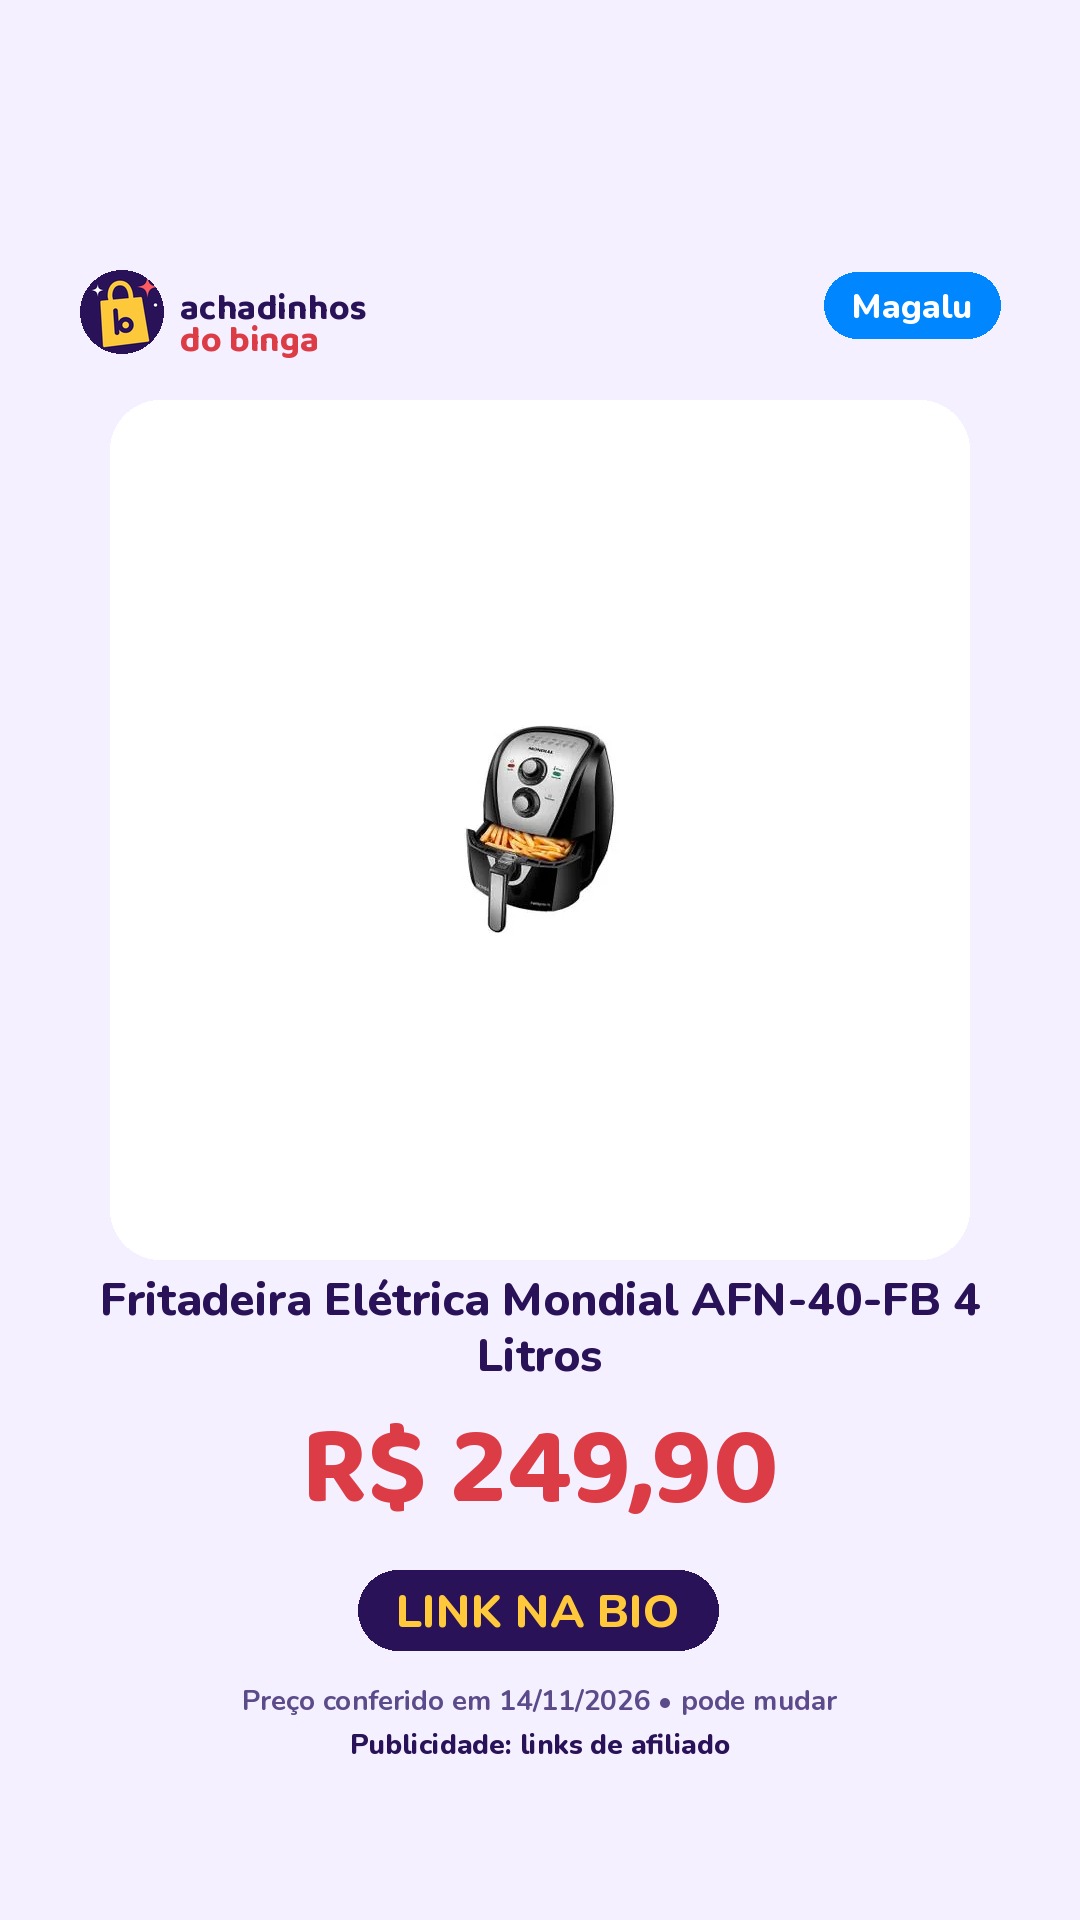 achadinhos
do binga
Magalu
b
MONDIAL
Fritadeira Elétrica Mondial AFN-40-FB 4
Litros
R$ 249,90
LINK NA BIO
Preço conferido em 14/11/2026 • pode mudar
Publicidade: links de afiliado